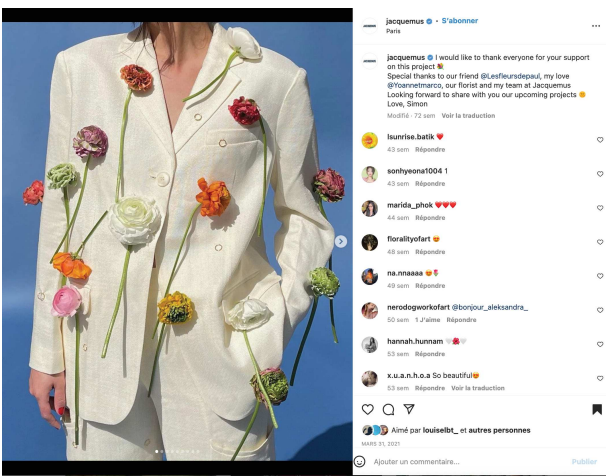 jacquemus • S'abonner
Paris
jacquemus I would like to thank everyone for your support
on this project
Special thanks to our friend @Lesfleursdepaul, my love
@Yoannetmarco, our florist and my team at Jacquemus
Looking forward to share with you our upcoming projects
Love, Simon
Modifié · 72 sem Voir la traduction
lsunrise.batik
43 sem Répondre
sonhyeona1004 1
43 sem Répondre
marida_phok
44 sem Répondre
floralityofart
48 sem Répondre
na.nnaaaa
49 sem Répondre
nerodogworkofart @bonjour_aleksandra_
50 sem 1 J'aime Répondre
hannah.hunnam
53 sem Répondre
x.u.a.n.h.o.a So beautiful
53 sem Répondre Voir la traduction
Aimé par louiselbt_ et autres personnes
MARS 31, 2021
Ajouter un commentaire...
Publier